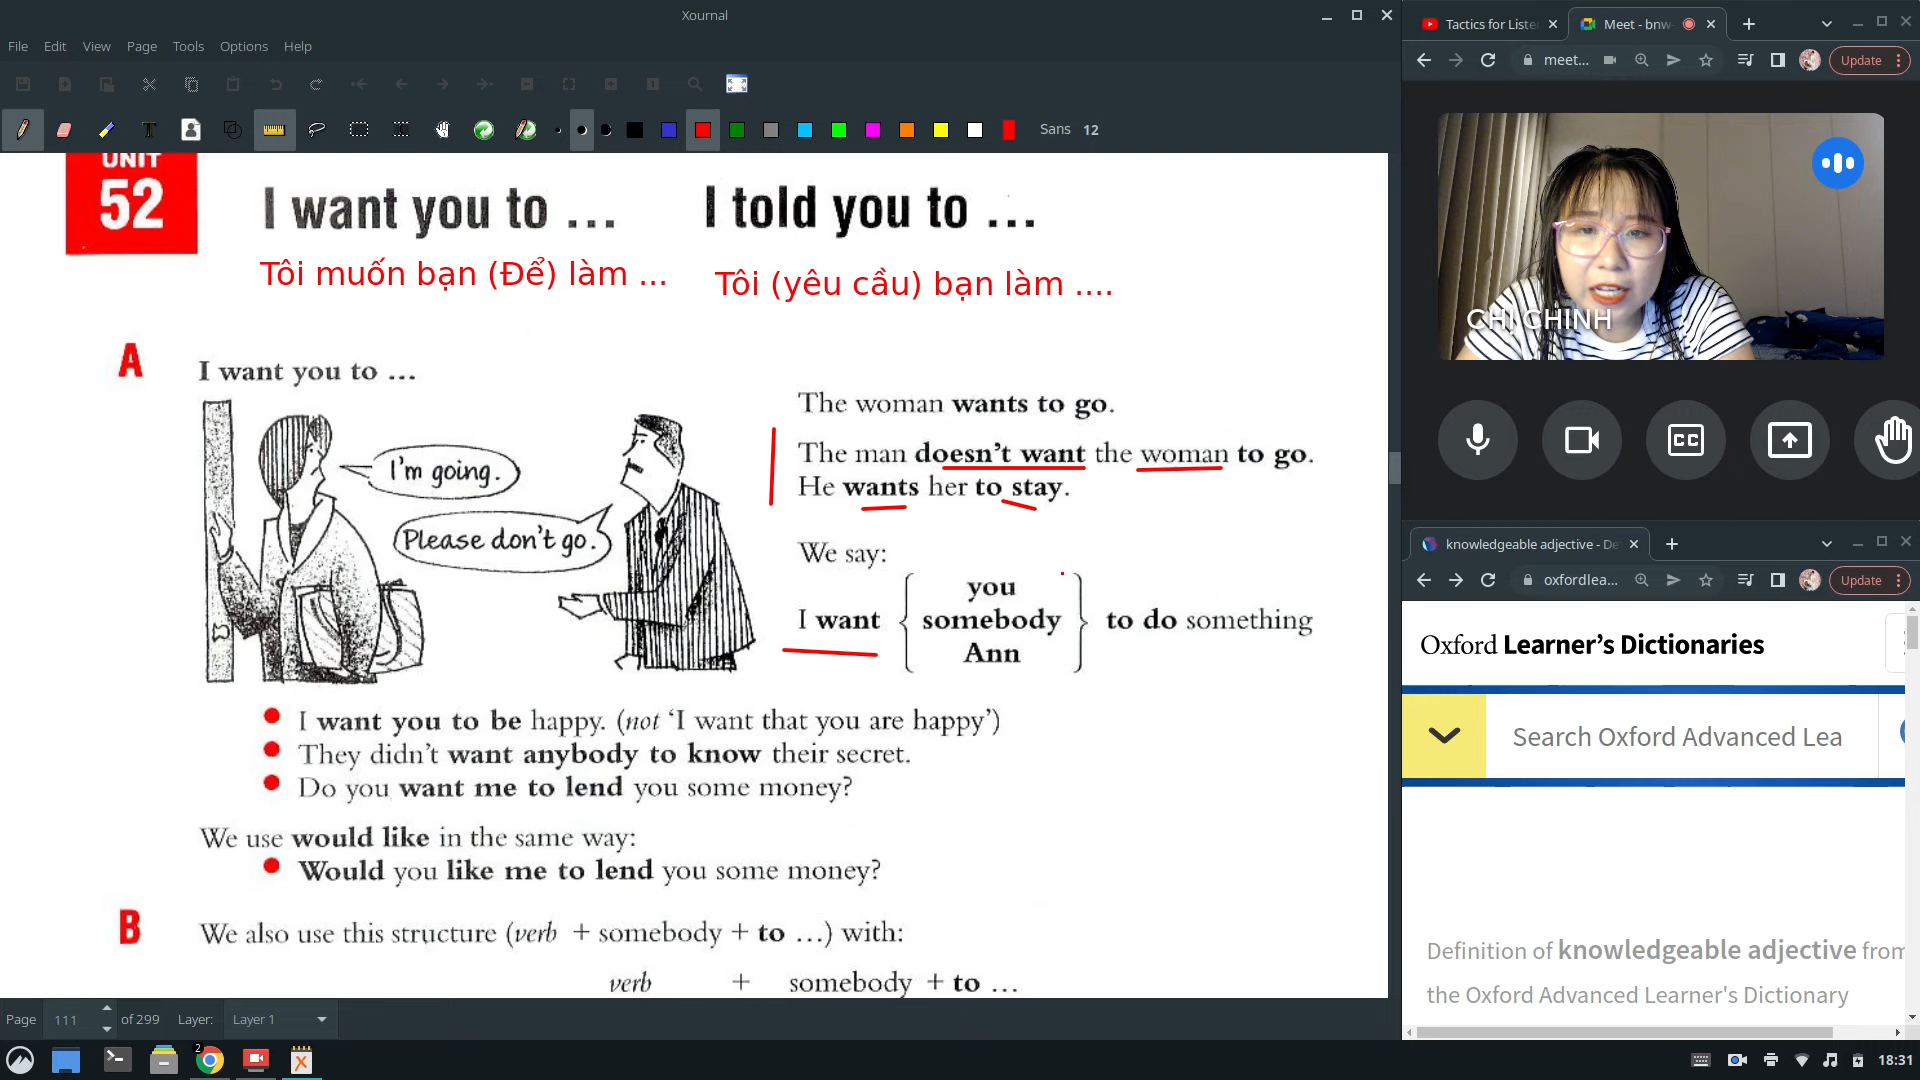 Xournal
File Edit View Page Tools Options Help
Sans 12
UNIT
52
I want you to ... I told you to ...
Tôi muốn bạn (Để) làm ... Tôi (yêu cầu) bạn làm ....
A
I want you to ...
I'm going.
Please don't go.
The woman wants to go.
The man doesn't want the woman to go.
He wants her to stay.
We say:
you
I want somebody to do something
Ann
I want you to be happy. (not 'I want that you are happy')
They didn't want anybody to know their secret.
Do you want me to lend you some money?
We use would like in the same way:
Would you like me to lend you some money?
B
We also use this structure (verb + somebody + to ...) with:
verb + somebody + to ...
Page 111 of 299 Layer: Layer 1
Tactics for Liste
Meet - bnw-
meet...
Update
CHI CHINH
knowledgeable adjective - De
oxfordlea...
Update
Oxford Learner's Dictionaries
Search Oxford Advanced Lea
Definition of knowledgeable adjective from
the Oxford Advanced Learner's Dictionary
2
18:31